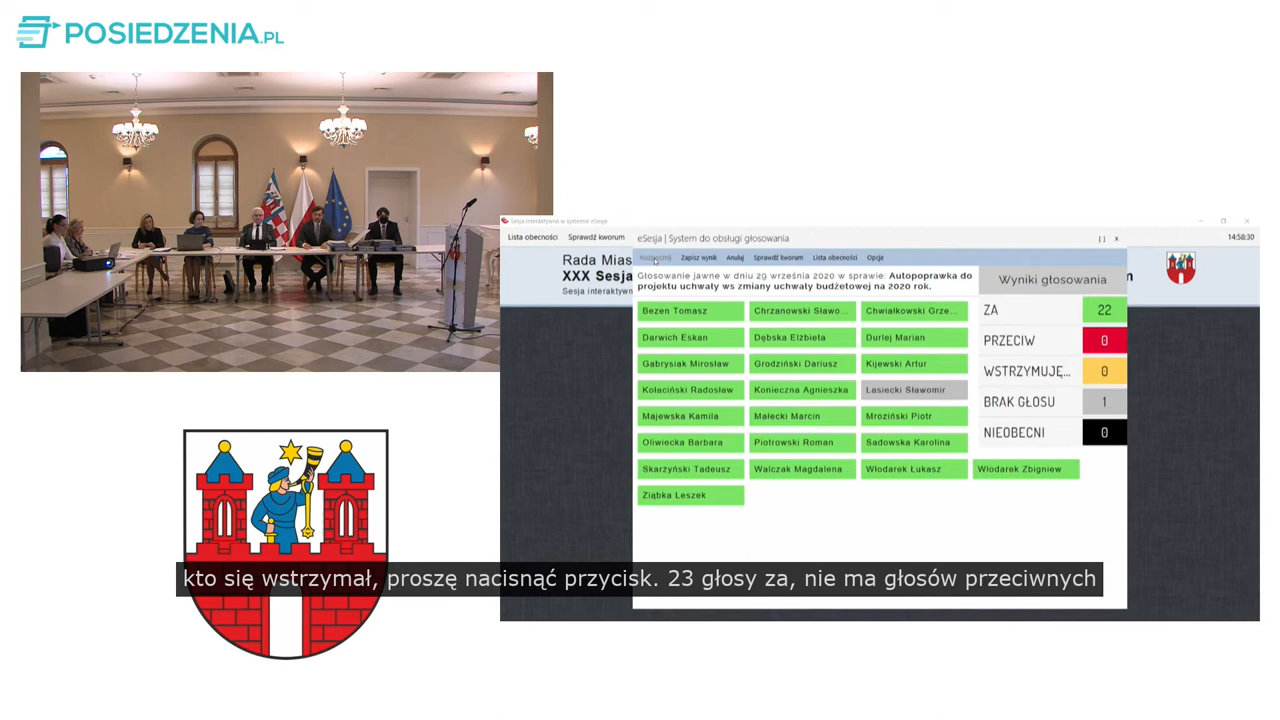 POSIEDZENIA.PL
Sesja interaktywna w systemie eSesja
Lista obecności Sprawdź kworum
eSesja | System do obsługi głosowania
[ ] x
14:58:30
Rada Mias
XXX Sesja
Sesja interaktywn
m
Rozpocznij Zapisz wynik Anuluj Sprawdź kworum Lista obecności Opcje
Głosowanie jawne w dniu 29 września 2020 w sprawie: Autopoprawka do
projektu uchwały ws zmiany uchwały budżetowej na 2020 rok.
Bezen Tomasz Chrzanowski Sławo... Chwiałkowski Grze...
Darwich Eskan Dębska Elżbieta Durlej Marian
Gabrysiak Mirosław Grodziński Dariusz Kijewski Artur
Kołaciński Radosław Konieczna Agnieszka Lasiecki Sławomir
Majewska Kamila Małecki Marcin Mroziński Piotr
Oliwiecka Barbara Piotrowski Roman Sadowska Karolina
Skarżyński Tadeusz Walczak Magdalena Włodarek Łukasz Włodarek Zbigniew
Ziąbka Leszek
Wyniki głosowania
ZA 22
PRZECIW 0
WSTRZYMUJĘ... 0
BRAK GŁOSU 1
NIEOBECNI 0
kto się wstrzymał, proszę nacisnąć przycisk. 23 głosy za, nie ma głosów przeciwnych